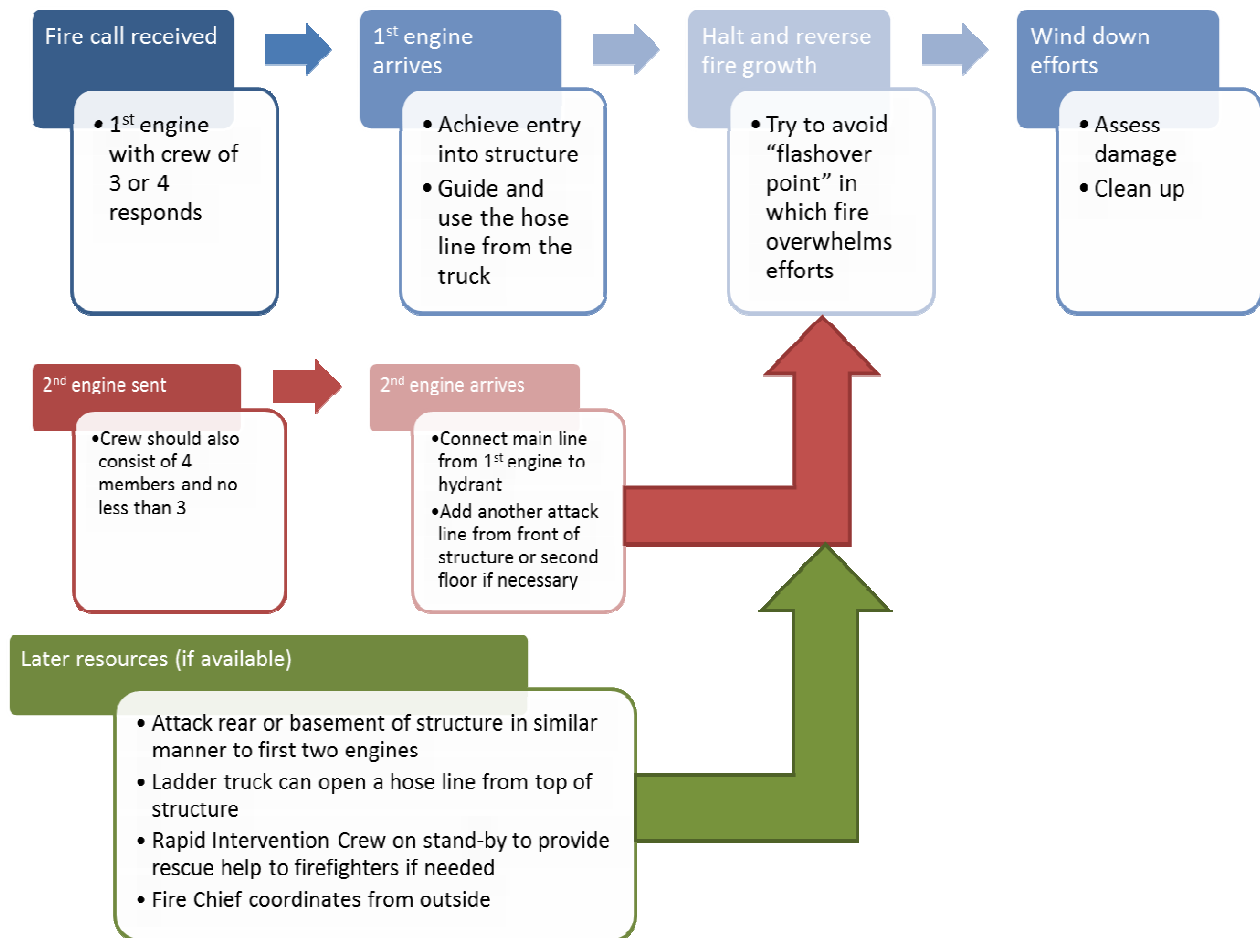 Fire call received
• 1st engine
with crew of
3 or 4
responds
1st engine
arrives
• Achieve entry
into structure
• Guide and
use the hose
line from the
truck
Halt and reverse
fire growth
• Try to avoid
“flashover
point” in
which fire
overwhelms
efforts
Wind down
efforts
• Assess
damage
• Clean up
2nd engine sent
•Crew should also
consist of 4
members and no
less than 3
2nd engine arrives
•Connect main line
from 1st engine to
hydrant
•Add another attack
line from front of
structure or second
floor if necessary
Later resources (if available)
• Attack rear or basement of structure in similar
manner to first two engines
• Ladder truck can open a hose line from top of
structure
• Rapid Intervention Crew on stand-by to provide
rescue help to firefighters if needed
• Fire Chief coordinates from outside